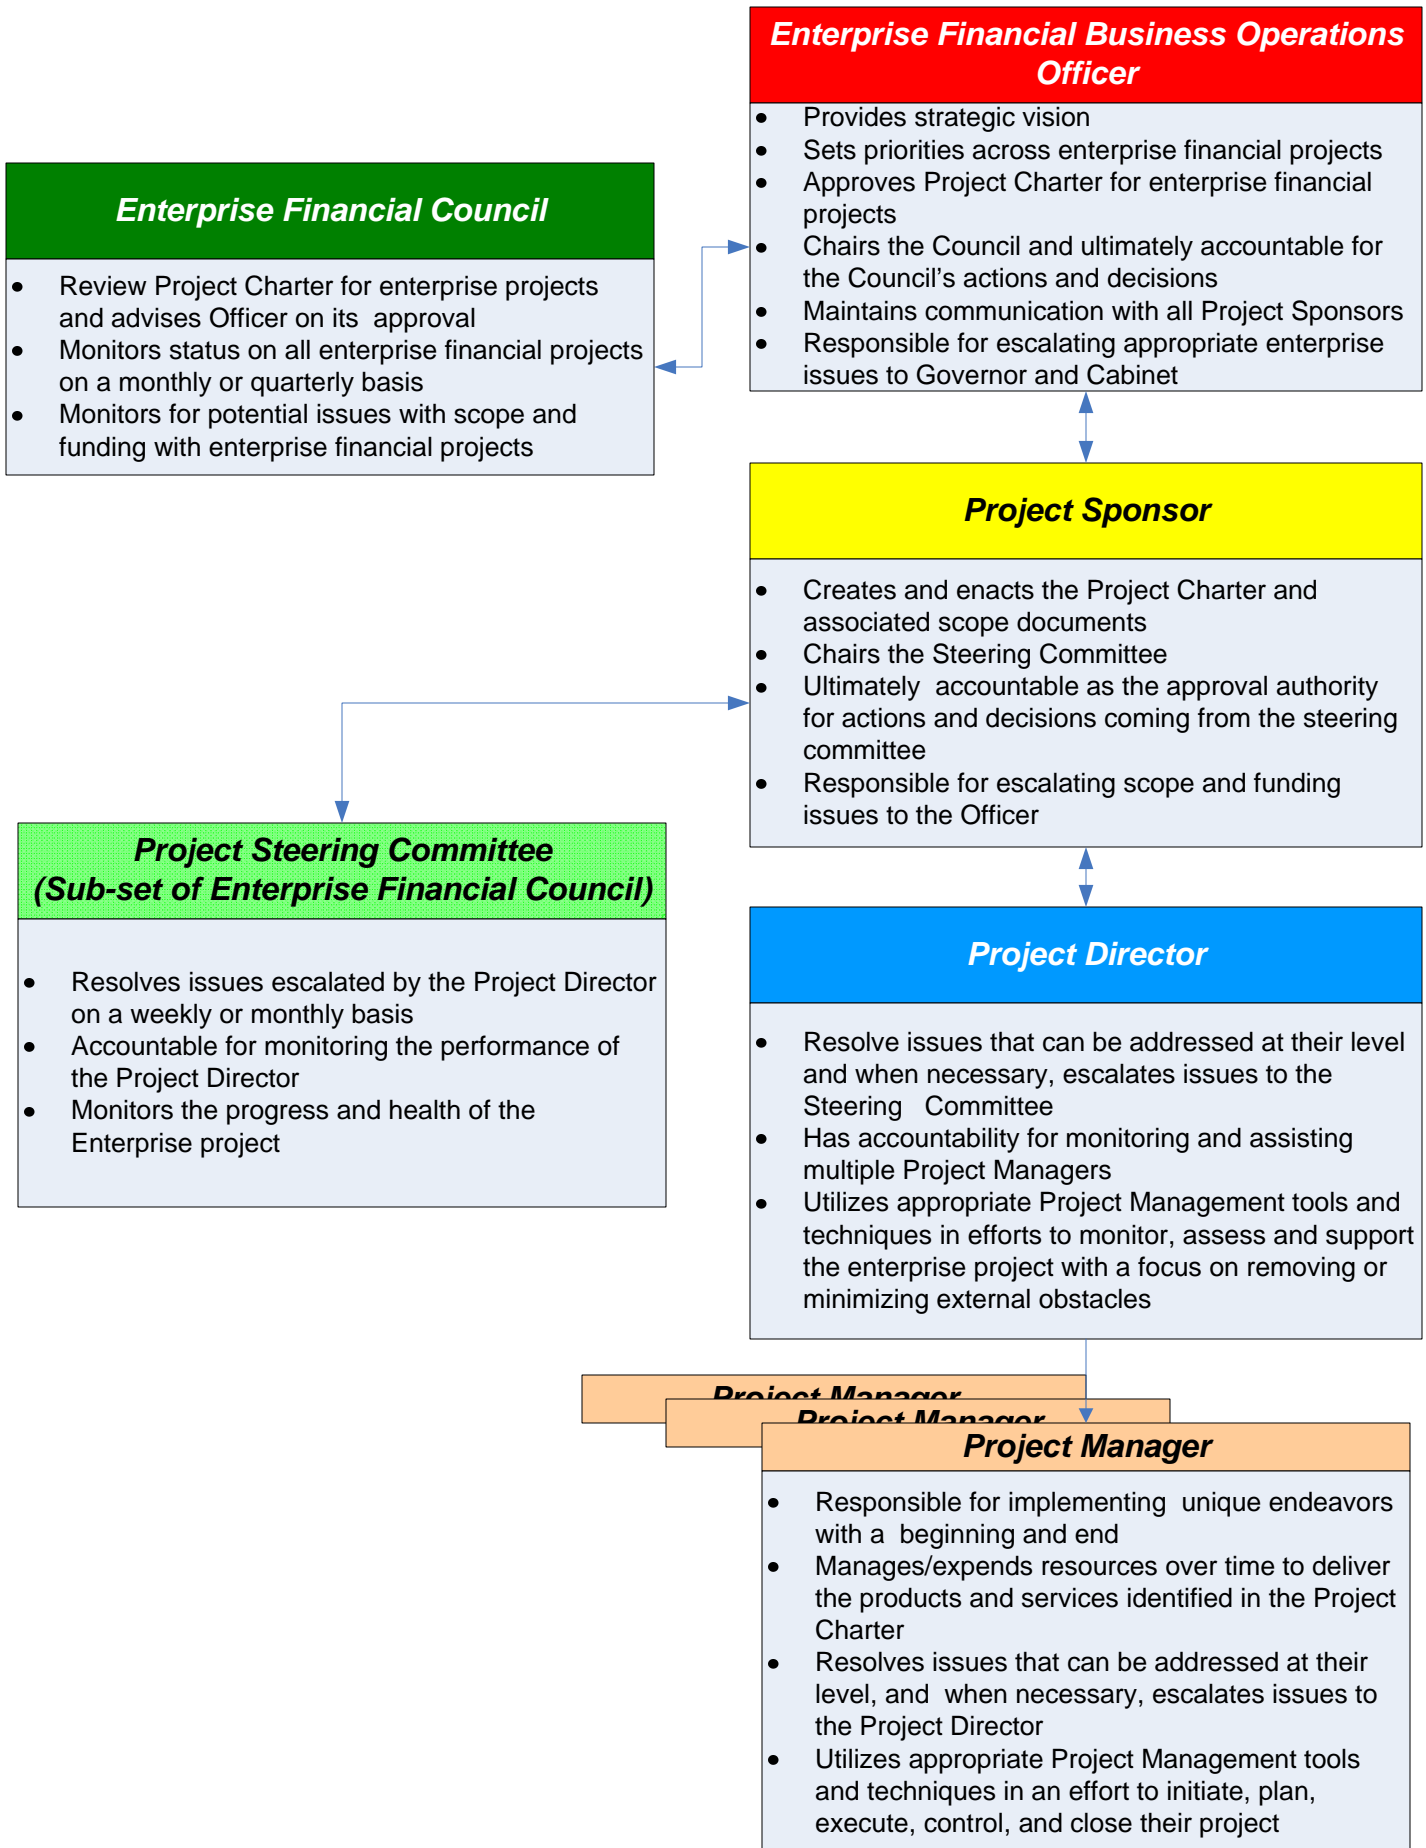 Enterprise Financial Business Operations
Officer
• Provides strategic vision
• Sets priorities across enterprise financial projects
• Approves Project Charter for enterprise financial
projects
• Chairs the Council and ultimately accountable for
the Council's actions and decisions
• Maintains communication with all Project Sponsors
• Responsible for escalating appropriate enterprise
issues to Governor and Cabinet
Enterprise Financial Council
• Review Project Charter for enterprise projects
and advises Officer on its  approval
• Monitors status on all enterprise financial projects
on a monthly or quarterly basis
• Monitors for potential issues with scope and
funding with enterprise financial projects
Project Sponsor
• Creates and enacts the Project Charter and
associated scope documents
• Chairs the Steering Committee
• Ultimately  accountable as the approval authority
for actions and decisions coming from the steering
committee
• Responsible for escalating scope and funding
issues to the Officer
Project Steering Committee
(Sub-set of Enterprise Financial Council)
• Resolves issues escalated by the Project Director
on a weekly or monthly basis
• Accountable for monitoring the performance of
the Project Director
• Monitors the progress and health of the
Enterprise project
Project Director
• Resolve issues that can be addressed at their level
and when necessary, escalates issues to the
Steering   Committee
• Has accountability for monitoring and assisting
multiple Project Managers
• Utilizes appropriate Project Management tools and
techniques in efforts to monitor, assess and support
the enterprise project with a focus on removing or
minimizing external obstacles
Project Manager
Project Manager
Project Manager
• Responsible for implementing  unique endeavors
with a  beginning and end
• Manages/expends resources over time to deliver
the products and services identified in the Project
Charter
• Resolves issues that can be addressed at their
level, and  when necessary, escalates issues to
the Project Director
• Utilizes appropriate Project Management tools
and techniques in an effort to initiate, plan,
execute, control, and close their project